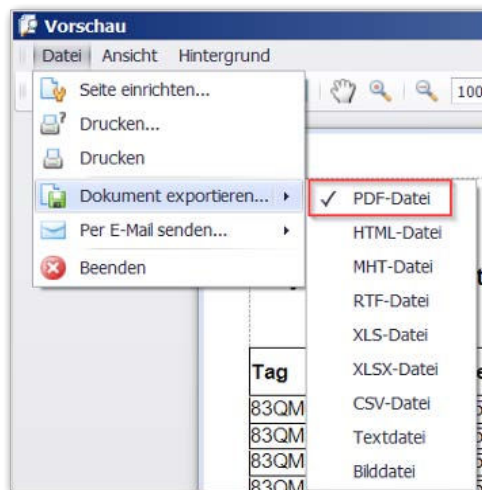 Vorschau
Datei Ansicht Hintergrund
Seite einrichten...
100
Drucken...
Drucken
Dokument exportieren...
PDF-Datei
Per E-Mail senden...
HTML-Datei
Beenden
MHT-Datei
RTF-Datei
XLS-Datei
Tag
XLSX-Datei
83QM
CSV-Datei
83QM
Textdatei
83QM
Bilddatei
83QM